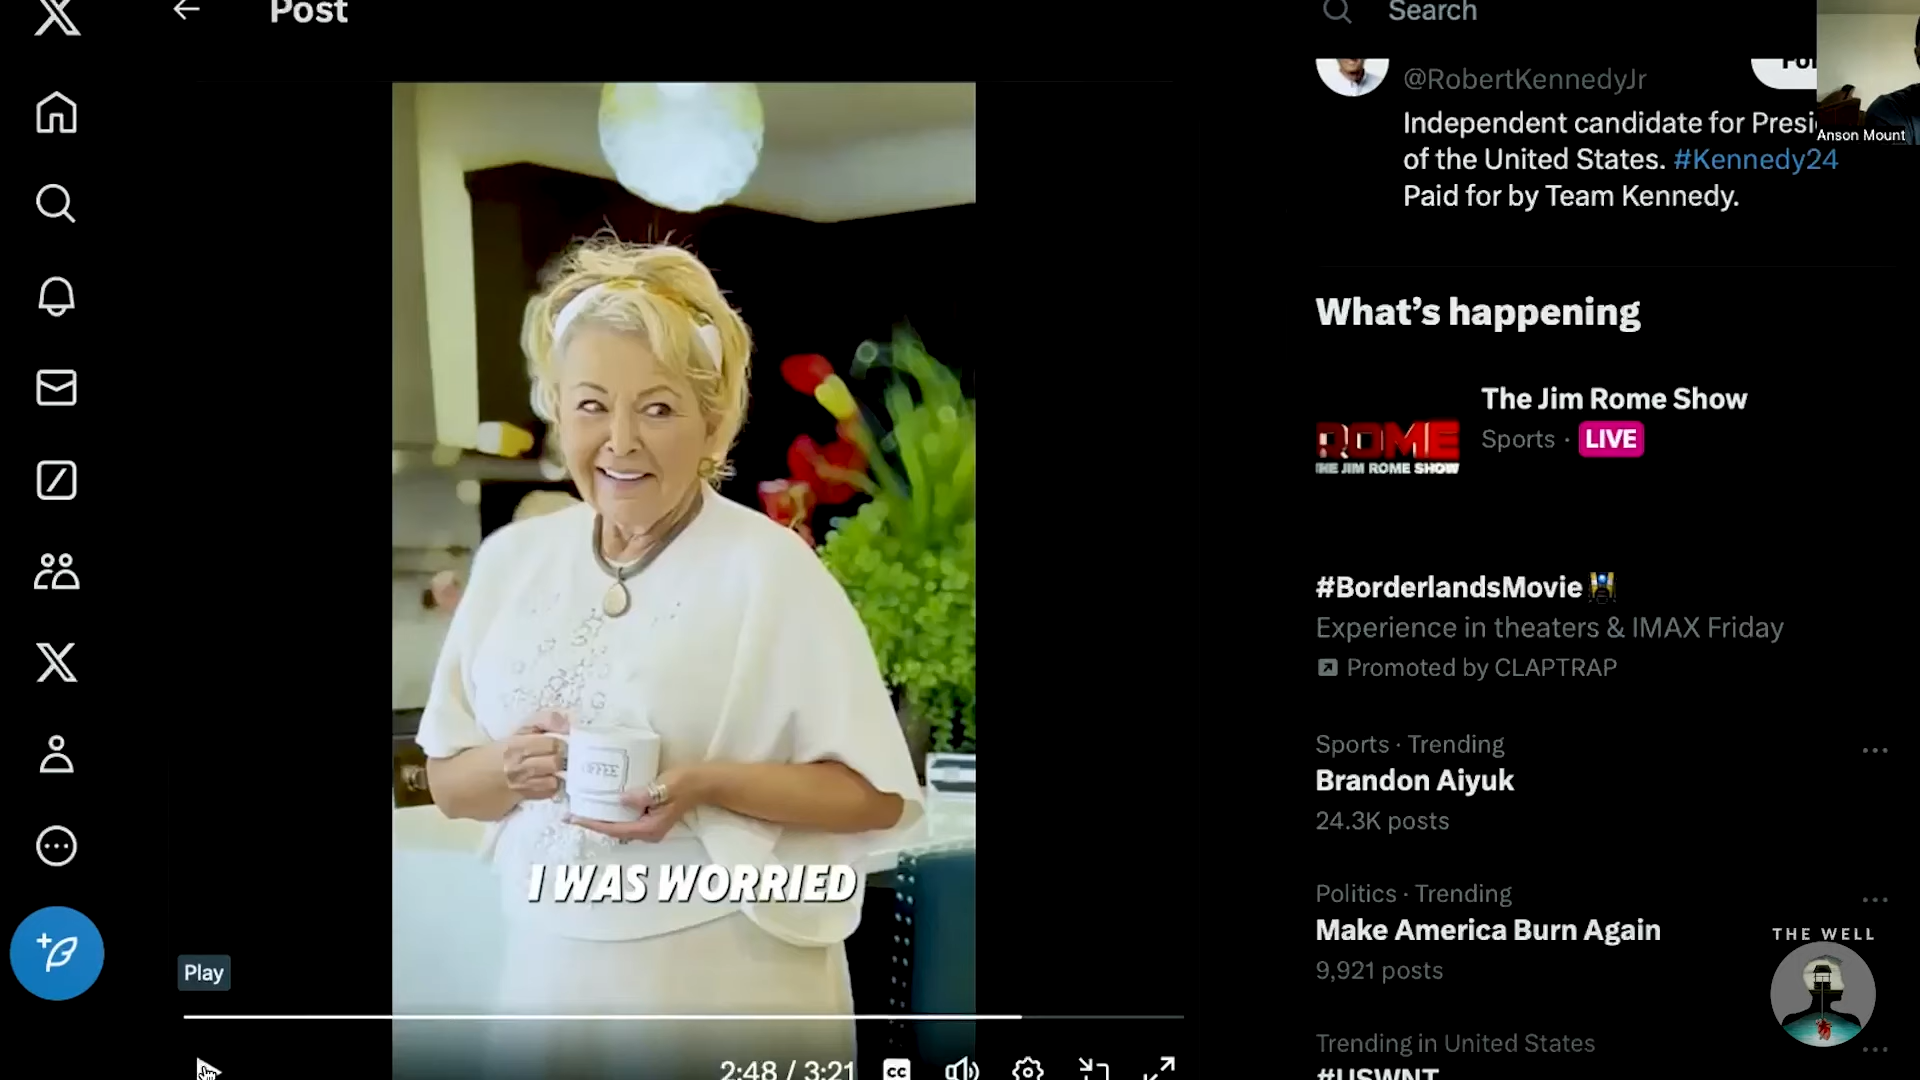 Post
Search
@RobertKennedyJr
Independent candidate for Presi
of the United States. #Kennedy24
Paid for by Team Kennedy.
Anson Mount
What's happening
The Jim Rome Show
Sports · LIVE
ROME
THE JIM ROME SHOW
#BorderlandsMovie
Experience in theaters & IMAX Friday
Promoted by CLAPTRAP
Sports · Trending
Brandon Aiyuk
24.3K posts
COFFEE
I WAS WORRIED
Politics · Trending
Make America Burn Again
9,921 posts
THE WELL
Play
Trending in United States
#USWNT
2:48 / 3:21
CC